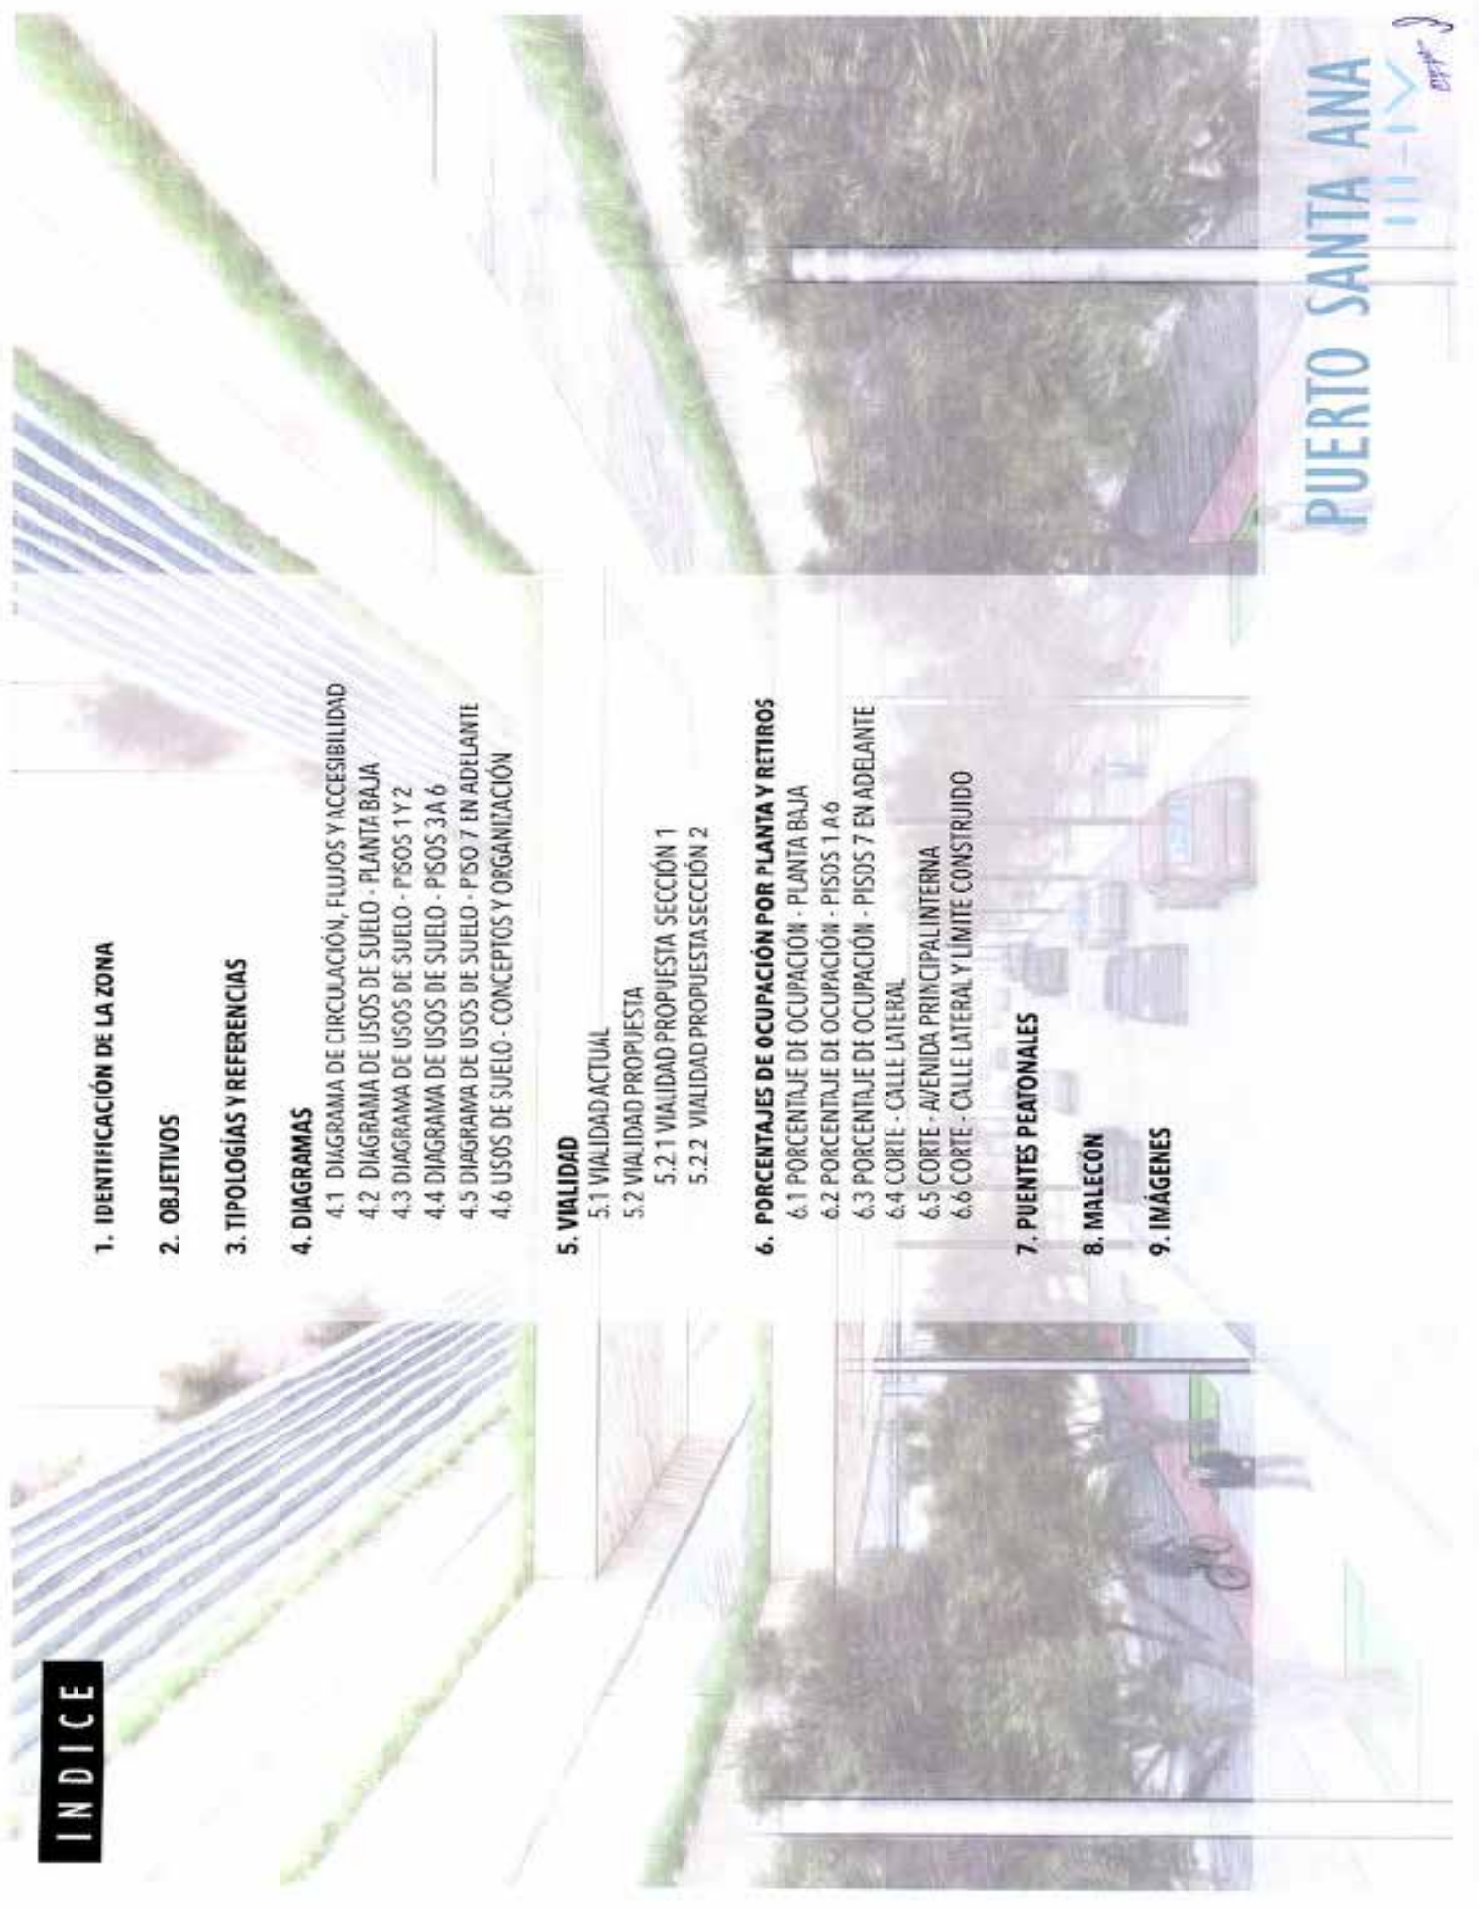 INDICE
1. IDENTIFICACIÓN DE LA ZONA
2. OBJETIVOS
3. TIPOLOGÍAS Y REFERENCIAS
4. DIAGRAMAS
4.1 DIAGRAMA DE CIRCULACIÓN, FLUJOS Y ACCESIBILIDAD
4.2 DIAGRAMA DE USOS DE SUELO - PLANTA BAJA
4.3 DIAGRAMA DE USOS DE SUELO - PISOS 1 Y 2
4.4 DIAGRAMA DE USOS DE SUELO - PISOS 3 A 6
4.5 DIAGRAMA DE USOS DE SUELO - PISO 7 EN ADELANTE
4.6 USOS DE SUELO - CONCEPTOS Y ORGANIZACIÓN
5. VIALIDAD
5.1 VIALIDAD ACTUAL
5.2 VIALIDAD PROPUESTA
5.2.1 VIALIDAD PROPUESTA SECCIÓN 1
5.2.2 VIALIDAD PROPUESTA SECCIÓN 2
6. PORCENTAJES DE OCUPACIÓN POR PLANTA Y RETIROS
6.1 PORCENTAJE DE OCUPACIÓN - PLANTA BAJA
6.2 PORCENTAJE DE OCUPACIÓN - PISOS 1 A 6
6.3 PORCENTAJE DE OCUPACIÓN - PISOS 7 EN ADELANTE
6.4 CORTE - CALLE LATERAL
6.5 CORTE - AVENIDA PRINCIPAL INTERNA
6.6 CORTE - CALLE LATERAL Y LÍMITE CONSTRUIDO
7. PUENTES PEATONALES
8. MALECÓN
9. IMÁGENES
PUERTO SANTA ANA
III - IV